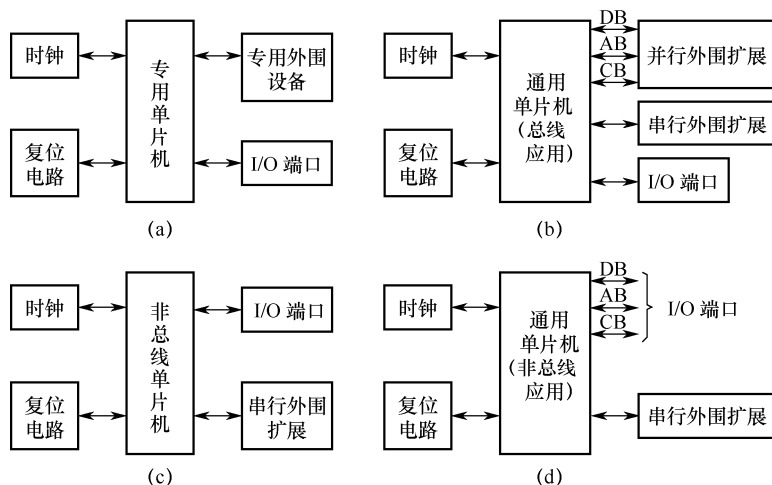 时钟
复位
电路
专
用
单
片
机
专用外围
设备
I/O 端口
(a)
时钟
复位
电路
通用
单片机
(总线
应用)
DB
AB
CB
并行外围扩展
串行外围扩展
I/O 端口
(b)
时钟
复位
电路
非
总
线
单
片
机
I/O 端口
串行外围
扩展
(c)
时钟
复位
电路
通用
单片机
(非总线
应用)
DB
AB
CB
I/O 端口
串行外围扩展
(d)